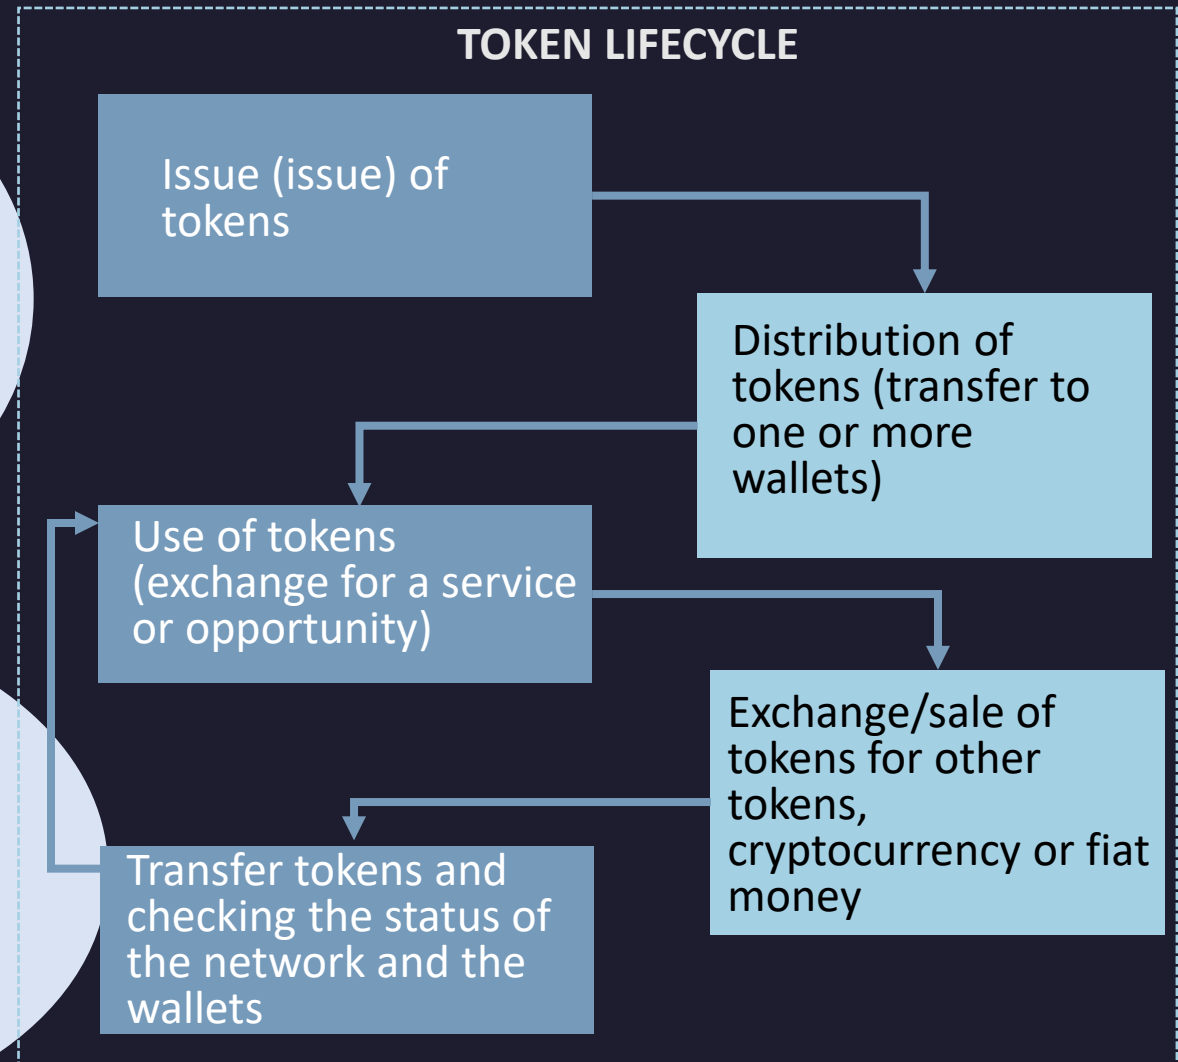 TOKEN LIFECYCLE
Issue (issue) of
tokens
Distribution of
tokens (transfer to
one or more
wallets)
Use of tokens
(exchange for a service
or opportunity)
Exchange/sale of
tokens for other
tokens,
cryptocurrency or fiat
money
Transfer tokens and
checking the status of
the network and the
wallets